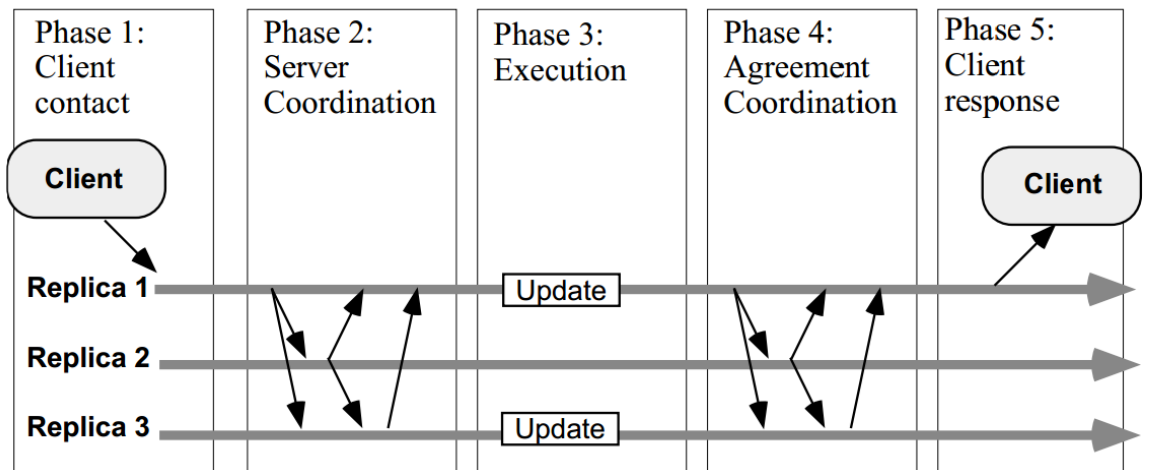 Phase 1:
Client
contact
Phase 2:
Server
Coordination
Phase 3:
Execution
Phase 4:
Agreement
Coordination
Phase 5:
Client
response
Client
Client
Replica 1
Update
Replica 2
Replica 3
Update